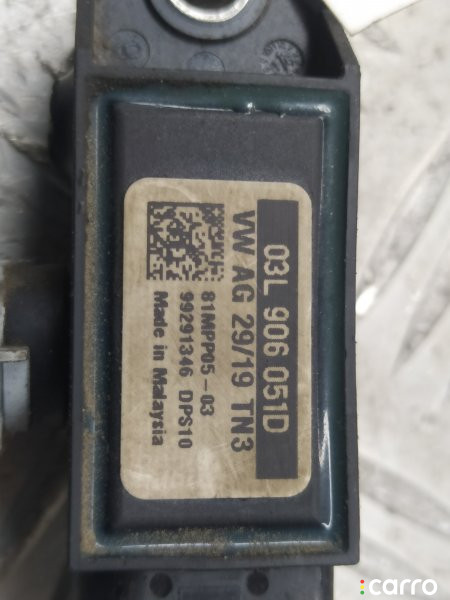 03L 906 051D
VW AG 29/19 TN3
81MPP05-03
99291346 DPS10
Made in Malaysia
carro